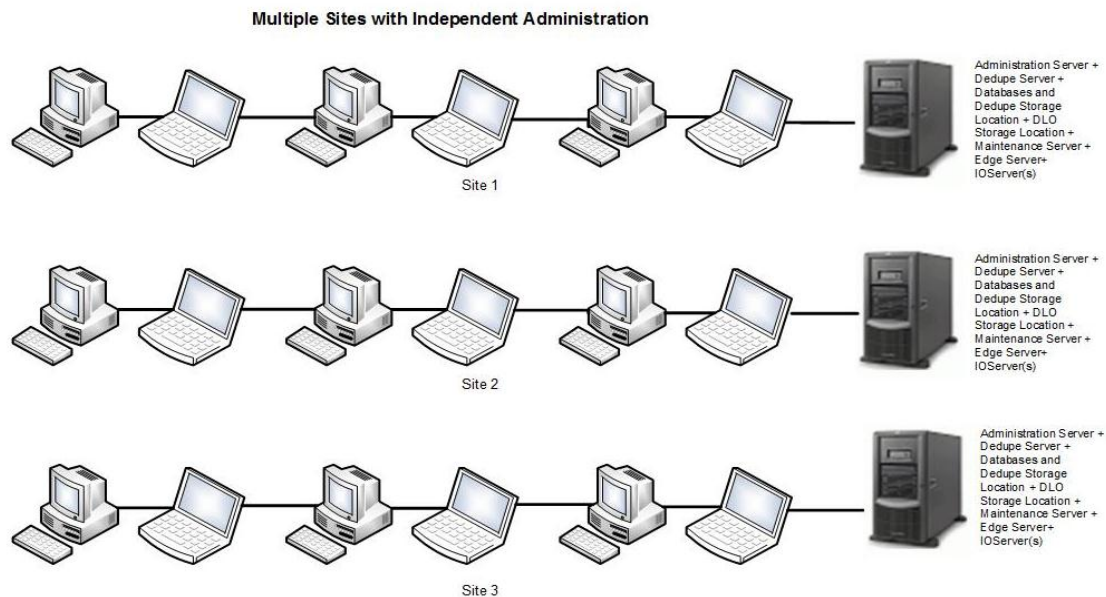 Multiple Sites with Independent Administration
Administration Server +
Dedupe Server +
Databases and
Dedupe Storage
Location + DLO
Storage Location +
Maintenance Server +
Edge Server+
IOServer(s)
Site 1
Administration Server +
Dedupe Server +
Databases and
Dedupe Storage
Location + DLO
Storage Location +
Maintenance Server +
Edge Server+
IOServer(s)
Site 2
Administration Server +
Dedupe Server +
Databases and
Dedupe Storage
Location + DLO
Storage Location +
Maintenance Server +
Edge Server+
IOServer(s)
Site 3